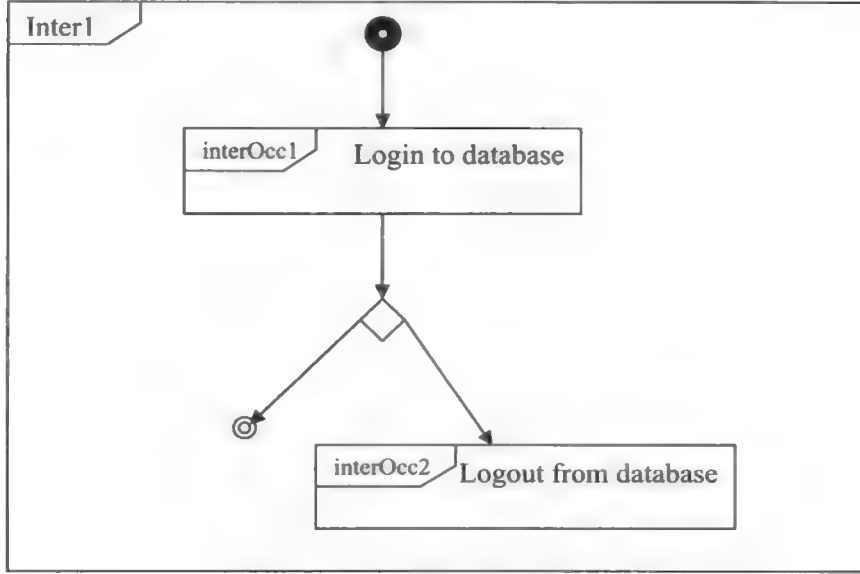 Inter1
interOcc1
Login to database
interOcc2
Logout from database